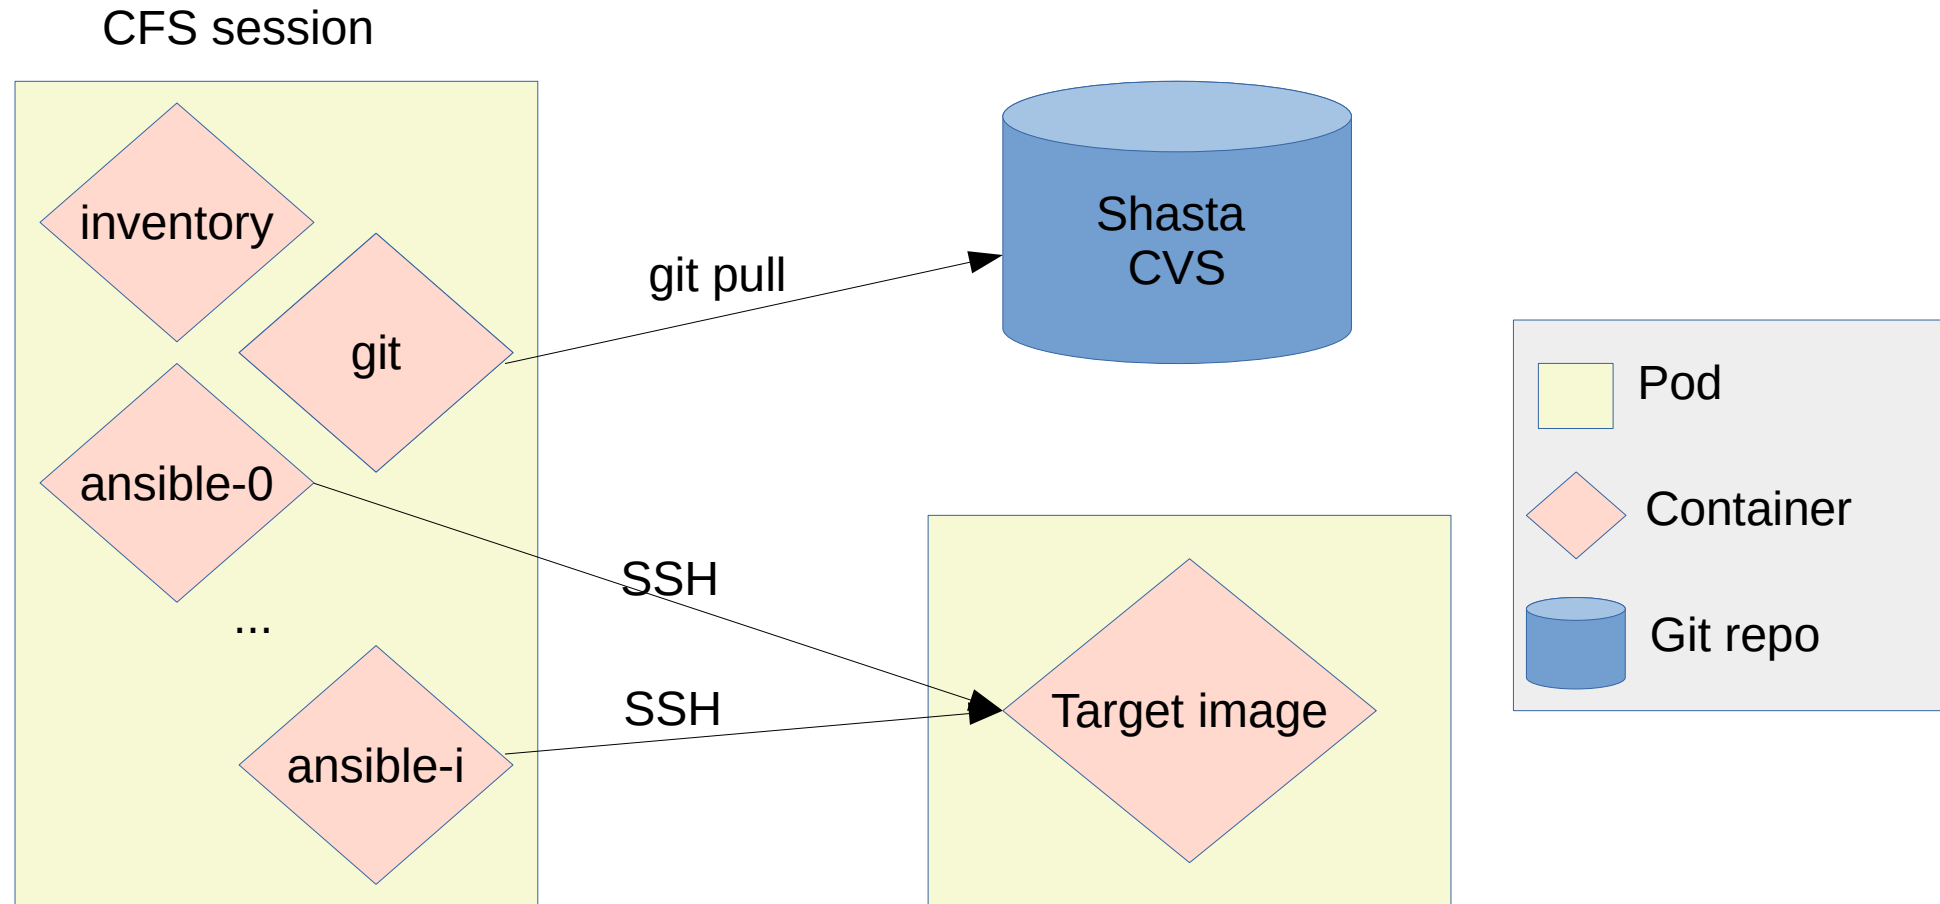 CFS session
inventory
git
git pull
Shasta
CVS
ansible-0
...
SSH
SSH
ansible-i
Target image
Pod
Container
Git repo